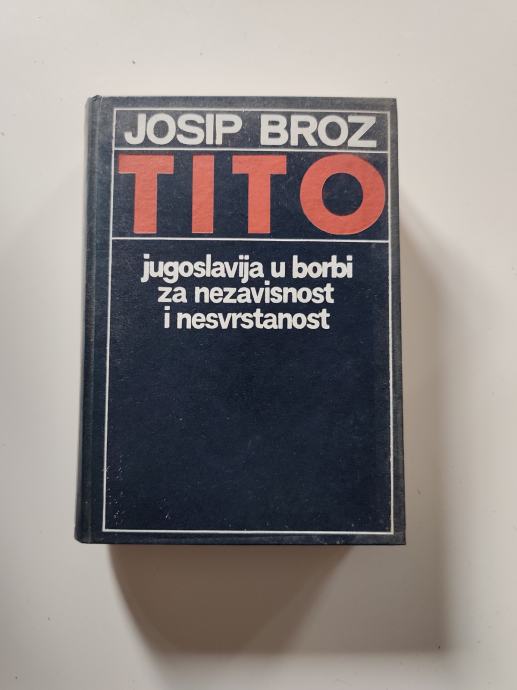 JOSIP BROZ
TITO
jugoslavija u borbi
za nezavisnost
i nesvrstanost